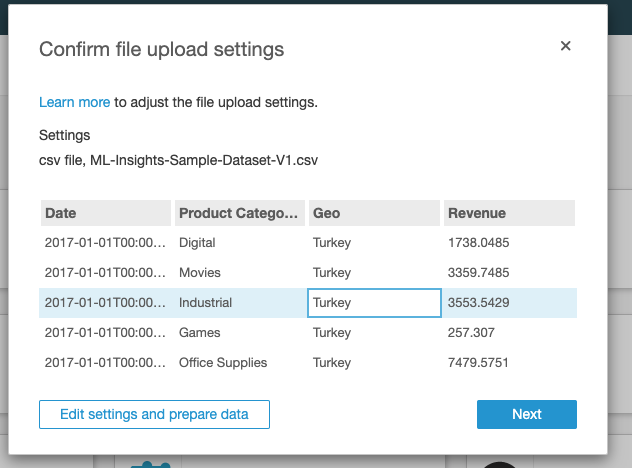 Confirm file upload settings ×
Learn more to adjust the file upload settings.
Settings
csv file, ML-Insights-Sample-Dataset-V1.csv
Date Product Catego... Geo Revenue
2017-01-01T00:00... Digital Turkey 1738.0485
2017-01-01T00:00... Movies Turkey 3359.7485
2017-01-01T00:00... Industrial Turkey 3553.5429
2017-01-01T00:00... Games Turkey 257.307
2017-01-01T00:00... Office Supplies Turkey 7479.5751
Edit settings and prepare data Next